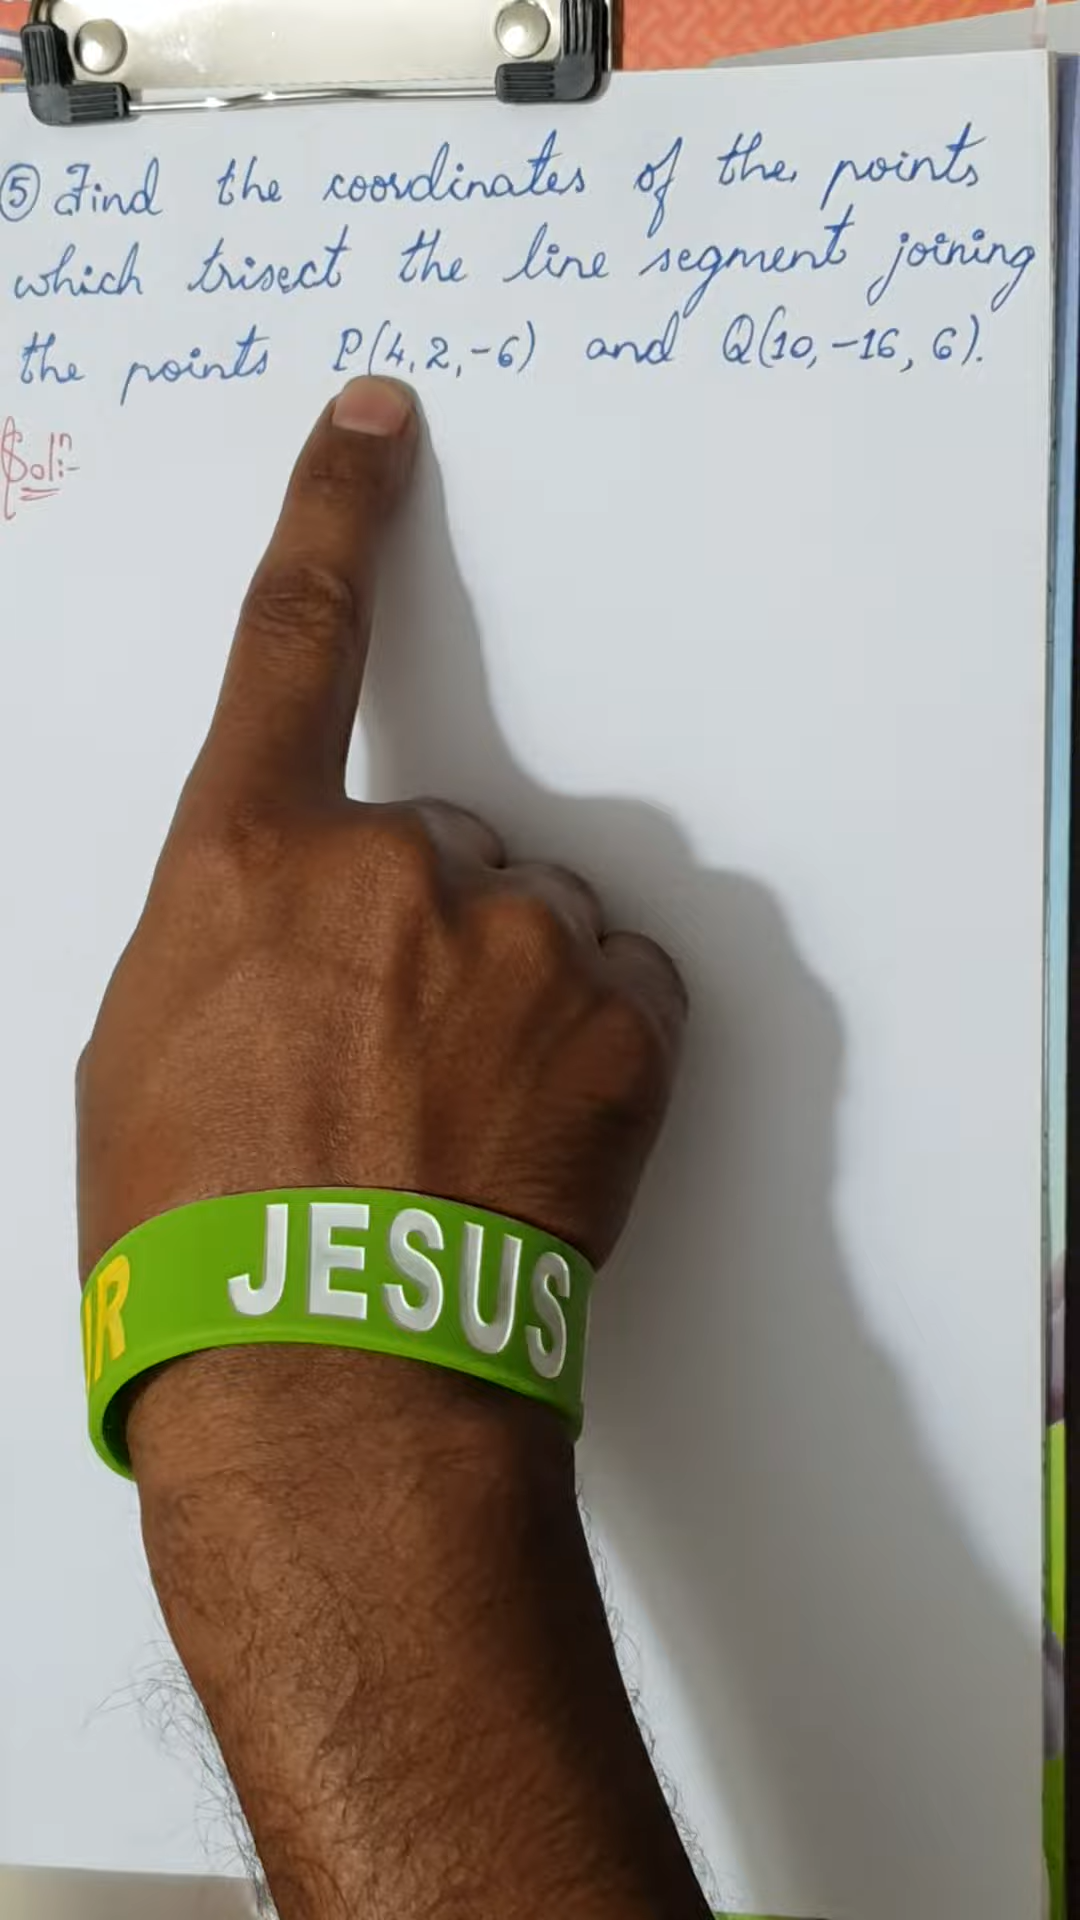 ⑤ Find the coordinates of the points
which trisect the line segment joining
the points P(4, 2, -6) and Q(10, -16, 6).
Solⁿ:-
JESUS